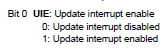 Bit 0 UIE: Update interrupt enable
0: Update interrupt disabled
1: Update interrupt enabled